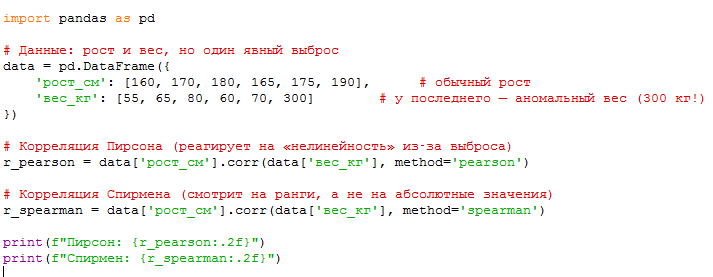 import pandas as pd
# Данные: рост и вес, но один явный выброс
data = pd.DataFrame({
    'рост_см': [160, 170, 180, 165, 175, 190],      # обычный рост
    'вес_кг': [55, 65, 80, 60, 70, 300]        # у последнего — аномальный вес (300 кг!)
})
# Корреляция Пирсона (реагирует на «нелинейность» из-за выброса)
r_pearson = data['рост_см'].corr(data['вес_кг'], method='pearson')
# Корреляция Спирмена (смотрит на ранги, а не на абсолютные значения)
r_spearman = data['рост_см'].corr(data['вес_кг'], method='spearman')
print(f"Пирсон: {r_pearson:.2f}")
print(f"Спирмен: {r_spearman:.2f}")